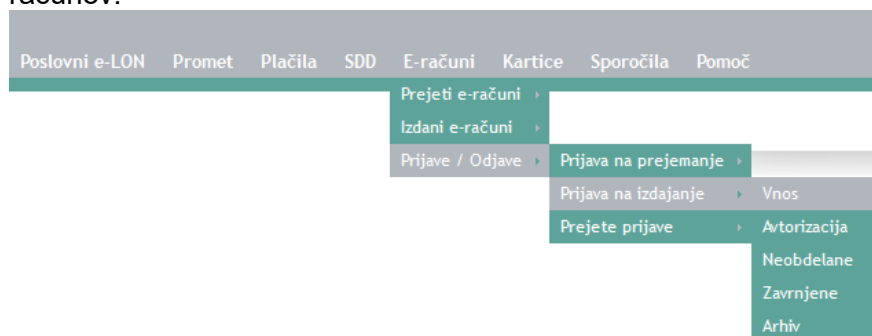 računov.
Poslovni e-LON Promet Plačila SDD E-računi Kartice Sporočila Pomoč
Prejeti e-računi
Izdani e-računi
Prijave / Odjave Prijava na prejemanje
Prijava na izdajanje Vnos
Prejete prijave Avtorizacija
Neobdelane
Zavrnjene
Arhiv